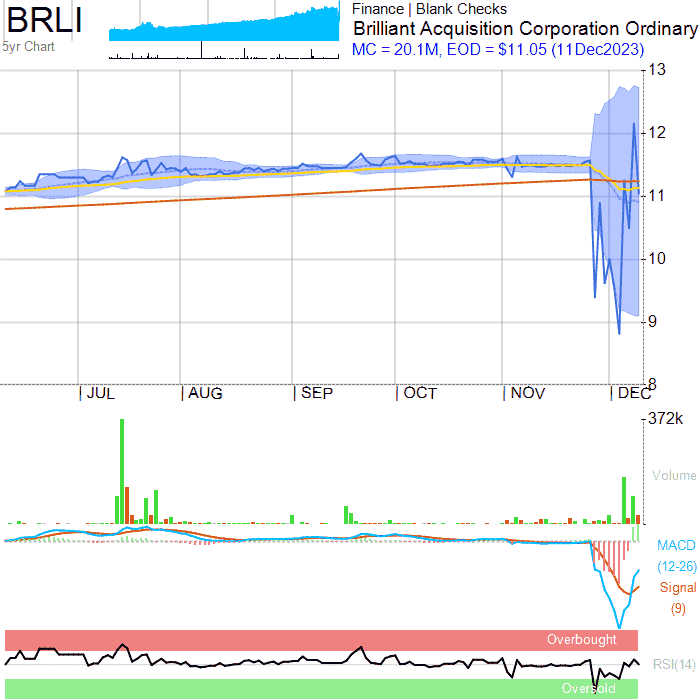 BRLI
5yr Chart
Finance | Blank Checks
Brilliant Acquisition Corporation Ordinary
MC = 20.1M, EOD = $11.05 (11Dec2023)
13
12
11
10
9
8
| JUL | AUG | SEP | OCT | NOV | DEC
372k
Volume
MACD
(12-26)
Signal
(9)
Overbought
RSI(14)
Oversold